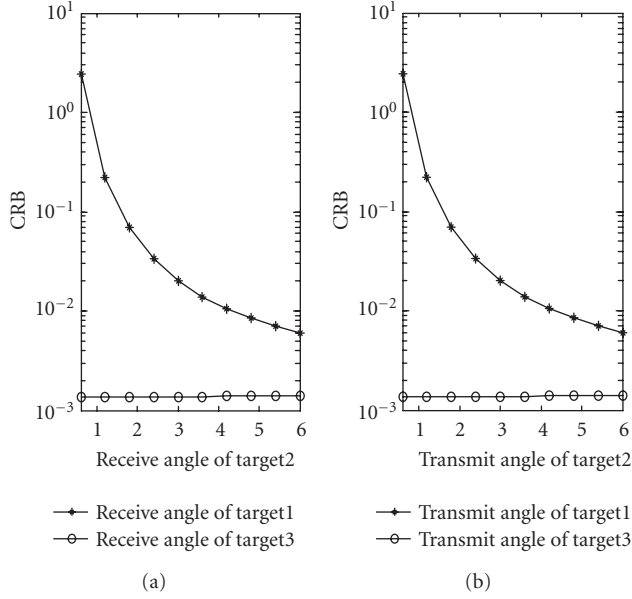 10^1
10^0
10^−1
10^−2
10^−3
CRB
1 2 3 4 5 6
Receive angle of target2
Receive angle of target1
Receive angle of target3
(a)
10^1
10^0
10^−1
10^−2
10^−3
CRB
1 2 3 4 5 6
Transmit angle of target2
Transmit angle of target1
Transmit angle of target3
(b)